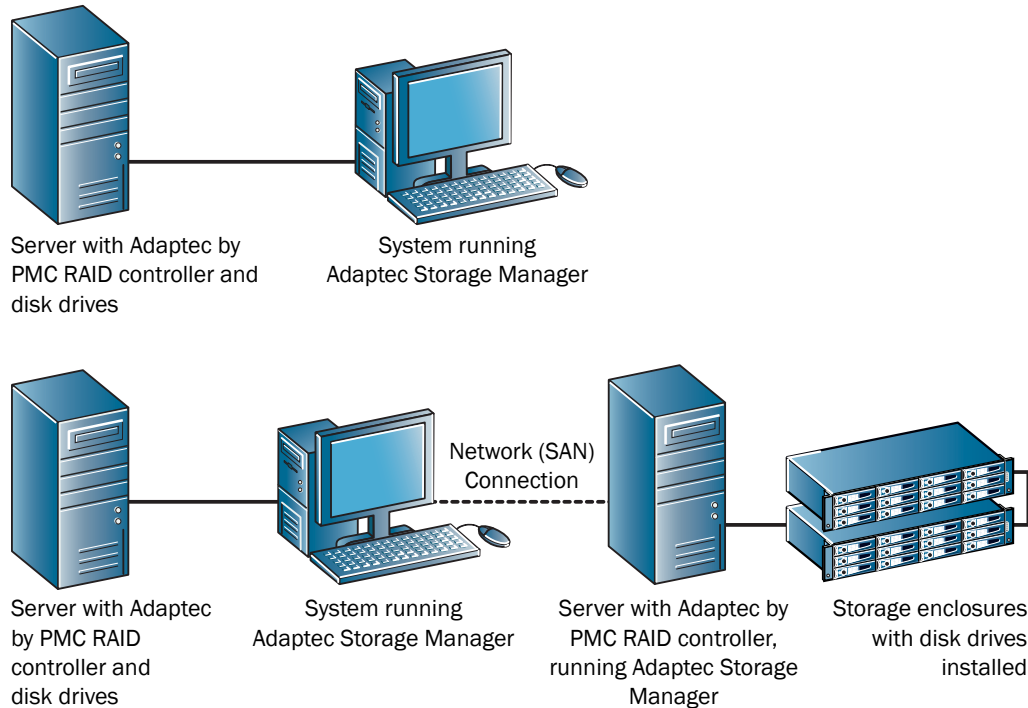 Server with Adaptec by
PMC RAID controller and
disk drives
System running
Adaptec Storage Manager
Network (SAN)
Connection
Server with Adaptec
by PMC RAID
controller and
disk drives
System running
Adaptec Storage Manager
Server with Adaptec by
PMC RAID controller,
running Adaptec Storage
Manager
Storage enclosures
with disk drives
installed